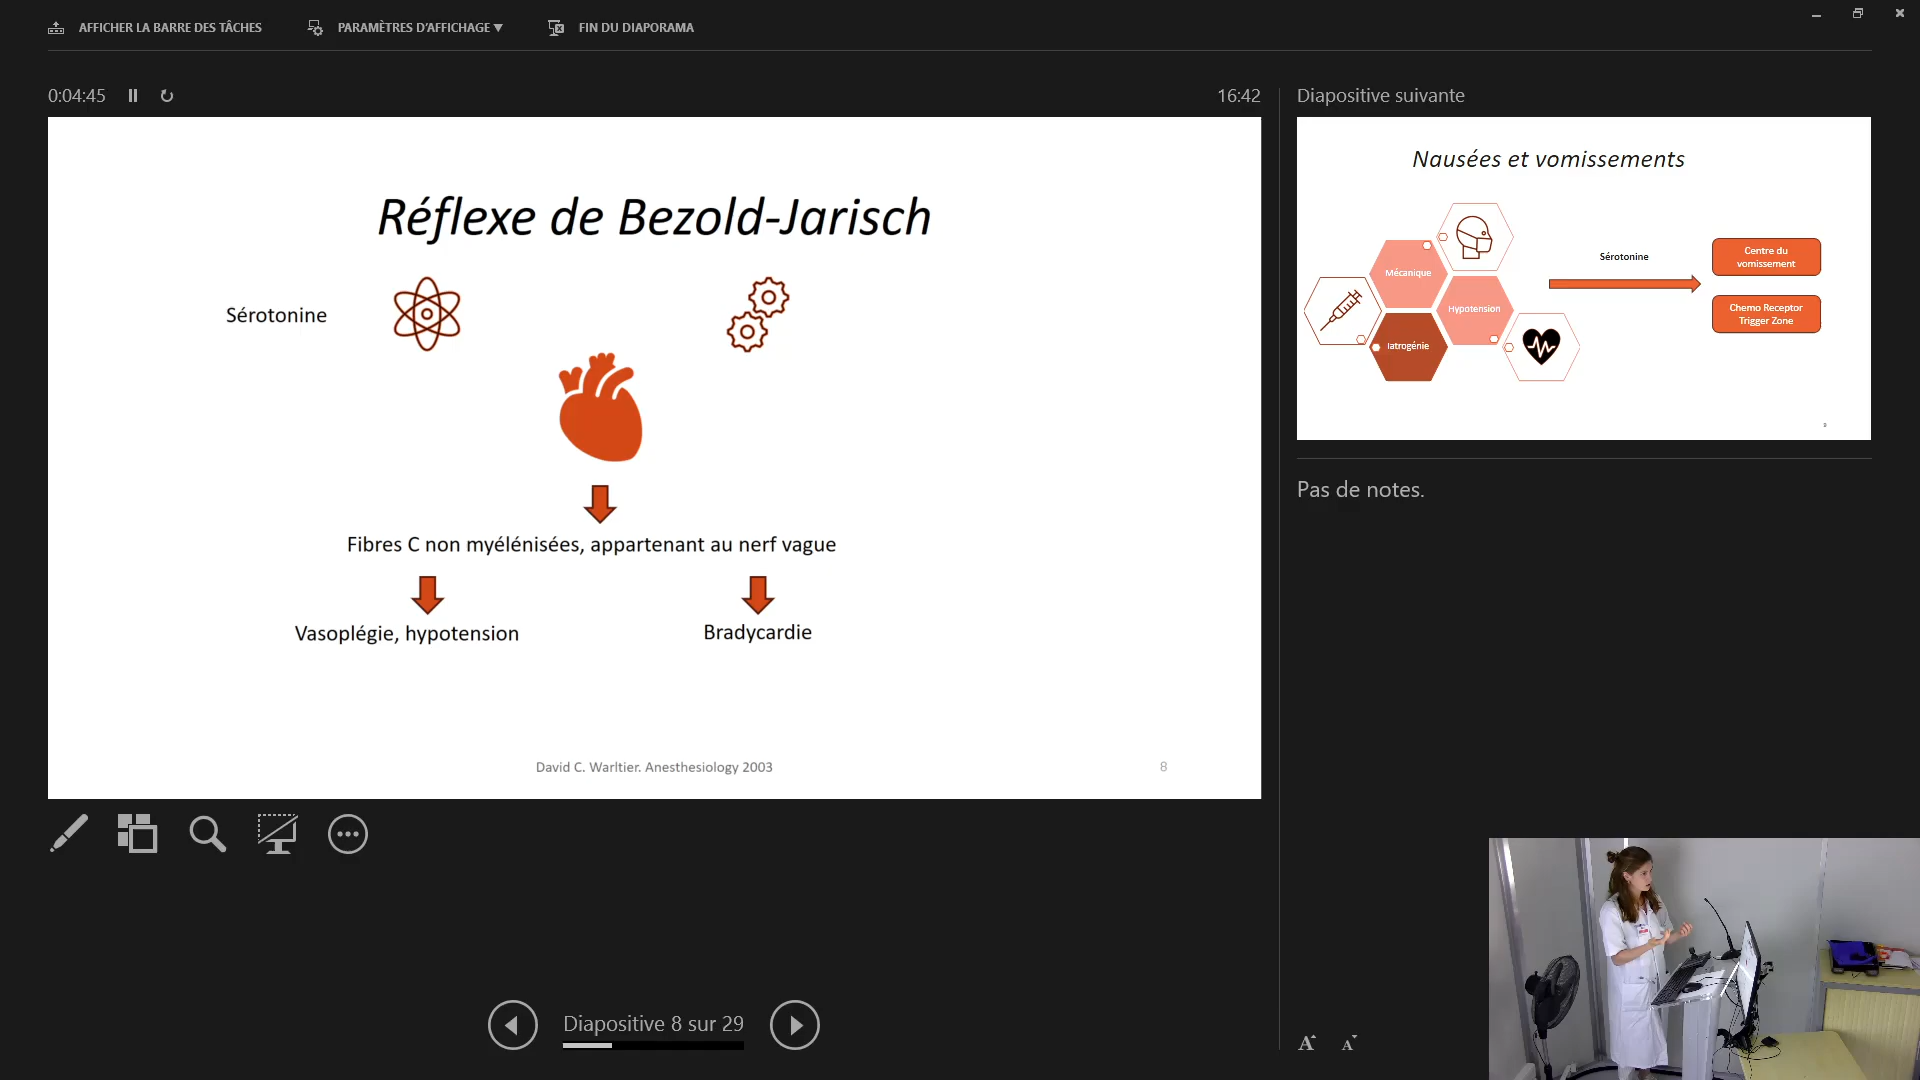 AFFICHER LA BARRE DES TÂCHES
PARAMÈTRES D'AFFICHAGE ▼
FIN DU DIAPORAMA
0:04:45
16:42
Diapositive suivante
Réflexe de Bezold-Jarisch
Sérotonine
Fibres C non myélénisées, appartenant au nerf vague
Vasoplégie, hypotension
Bradycardie
David C. Warltier. Anesthesiology 2003
8
Nausées et vomissements
Mécanique
Hypotension
Iatrogénie
Sérotonine
Centre du
vomissement
Chemo Receptor
Trigger Zone
9
Pas de notes.
Diapositive 8 sur 29
A
A